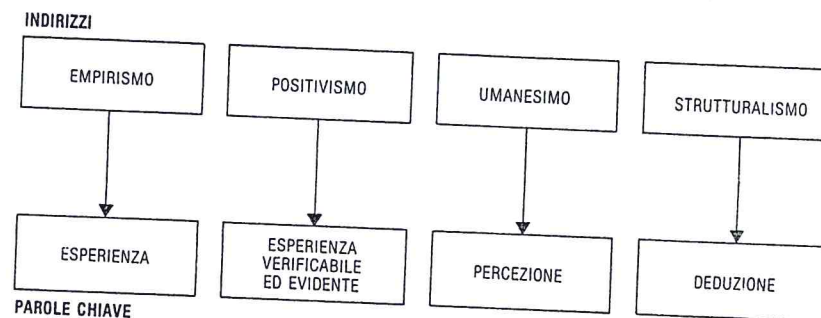 INDIRIZZI
EMPIRISMO
POSITIVISMO
UMANESIMO
STRUTTURALISMO
ESPERIENZA
ESPERIENZA
VERIFICABILE
ED EVIDENTE
PERCEZIONE
DEDUZIONE
PAROLE CHIAVE